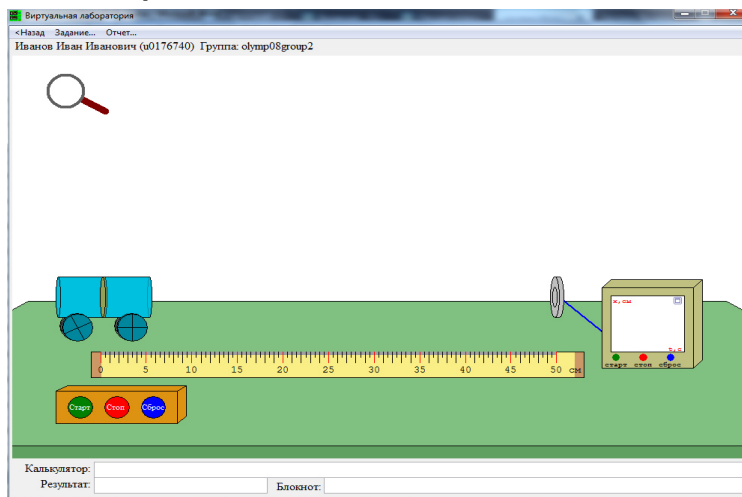 Виртуальная лаборатория
<Назад Задание... Отчет...
Иванов Иван Иванович (u0176740) Группа: olymp08group2
x, см
t, с
старт стоп сброс
0 5 10 15 20 25 30 35 40 45 50 см
Старт Стоп Сброс
Калькулятор:
Результат: Блокнот: